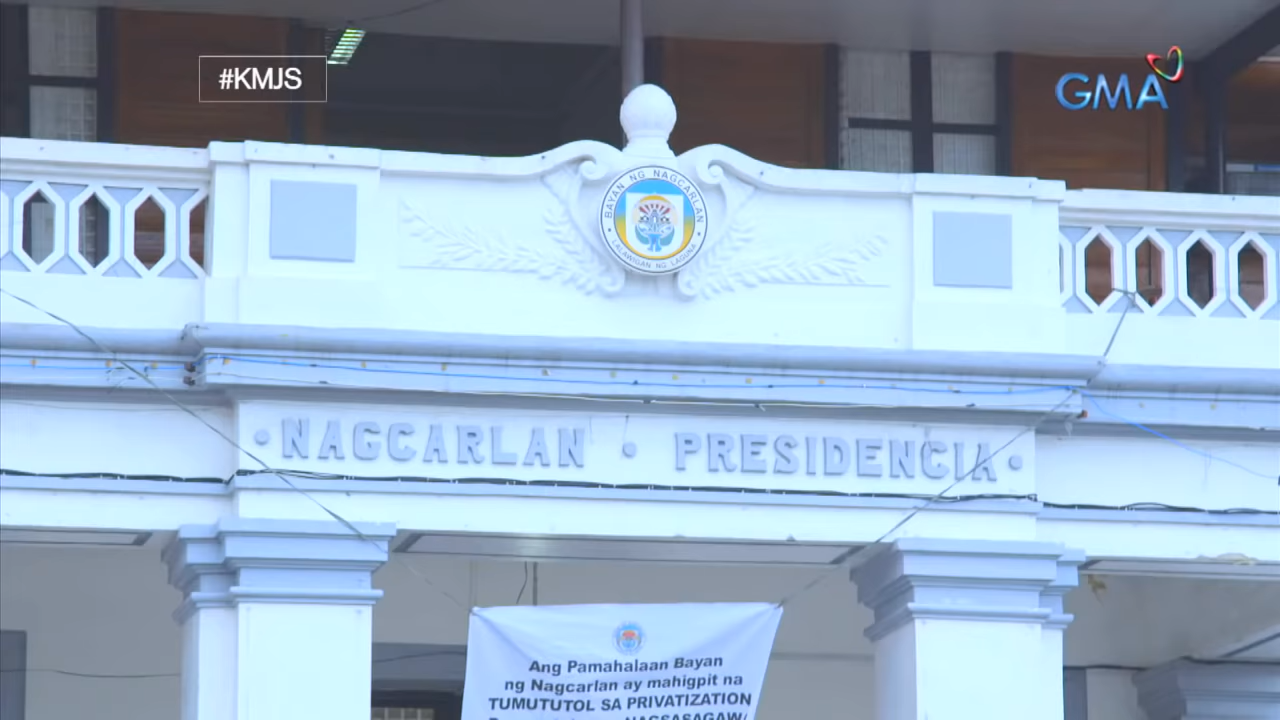 #KMJS
GMA
BAYAN NG NAGCARLAN
LALAWIGAN NG LAGUNA
NAGCARLAN • PRESIDENCIA
Ang Pamahalaan Bayan
ng Nagcarlan ay mahigpit na
TUMUTUTOL SA PRIVATIZATION